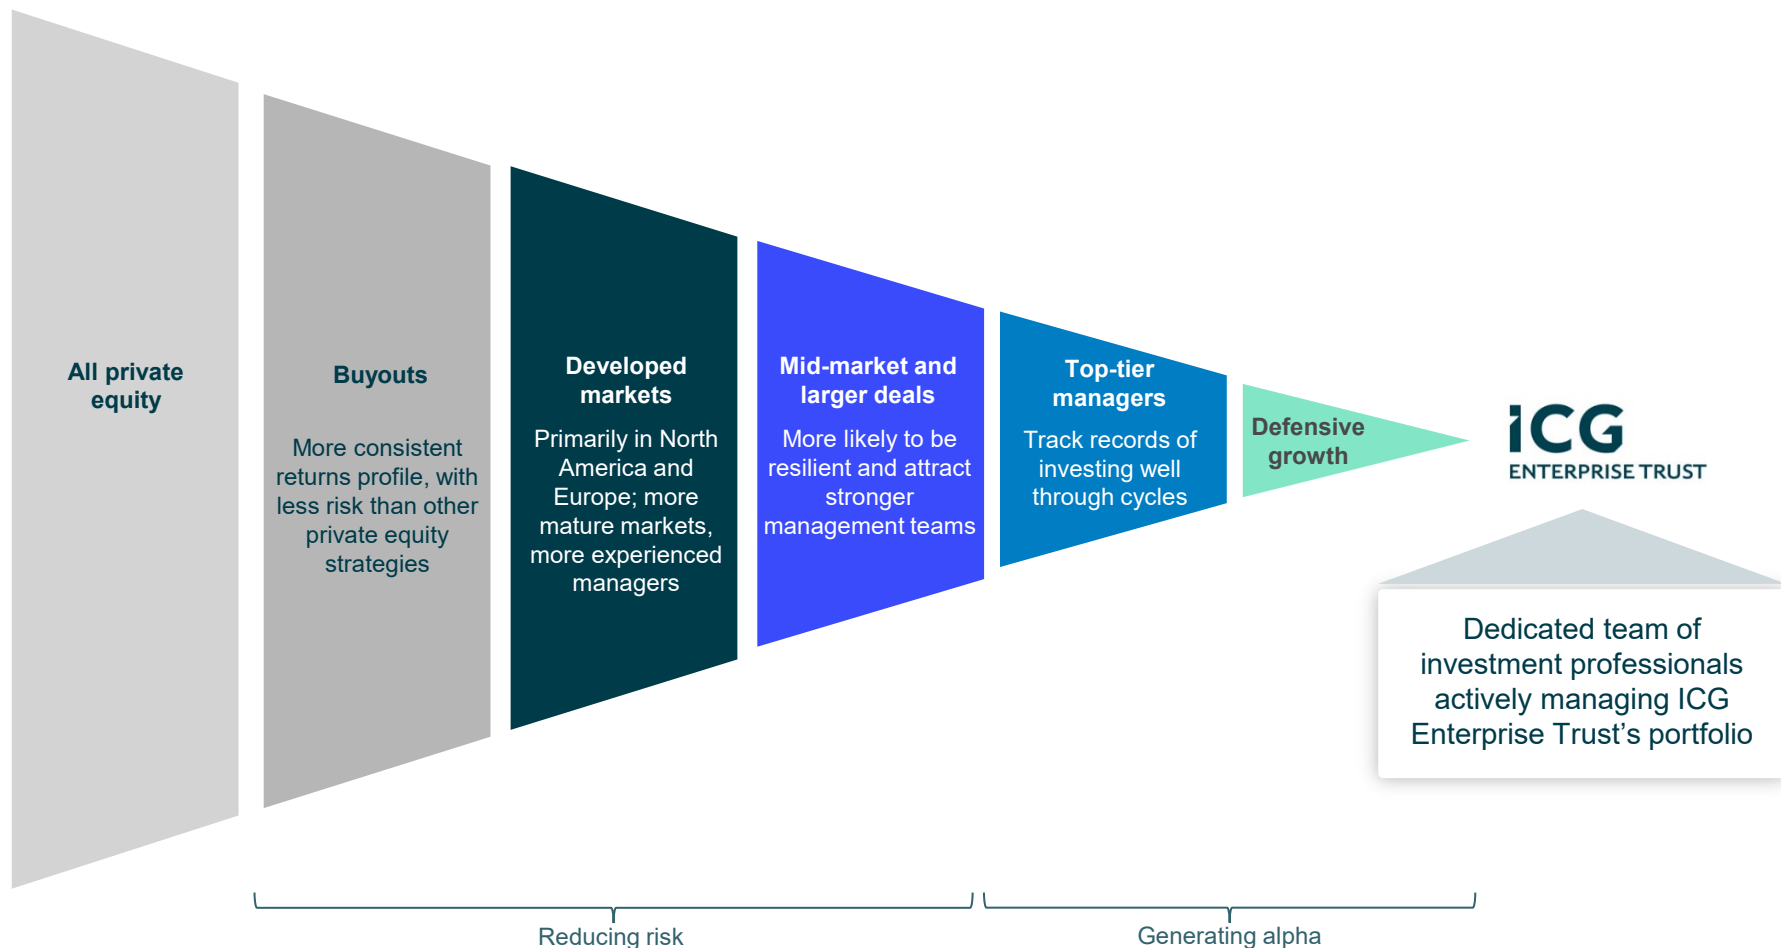 All private
equity
Buyouts
More consistent
returns profile, with
less risk than other
private equity
strategies
Developed
markets
Primarily in North
America and
Europe; more
mature markets,
more experienced
managers
Mid-market and
larger deals
More likely to be
resilient and attract
stronger
management teams
Top-tier
managers
Track records of
investing well
through cycles
Defensive
growth
ICG
ENTERPRISE TRUST
Dedicated team of
investment professionals
actively managing ICG
Enterprise Trust’s portfolio
Reducing risk
Generating alpha